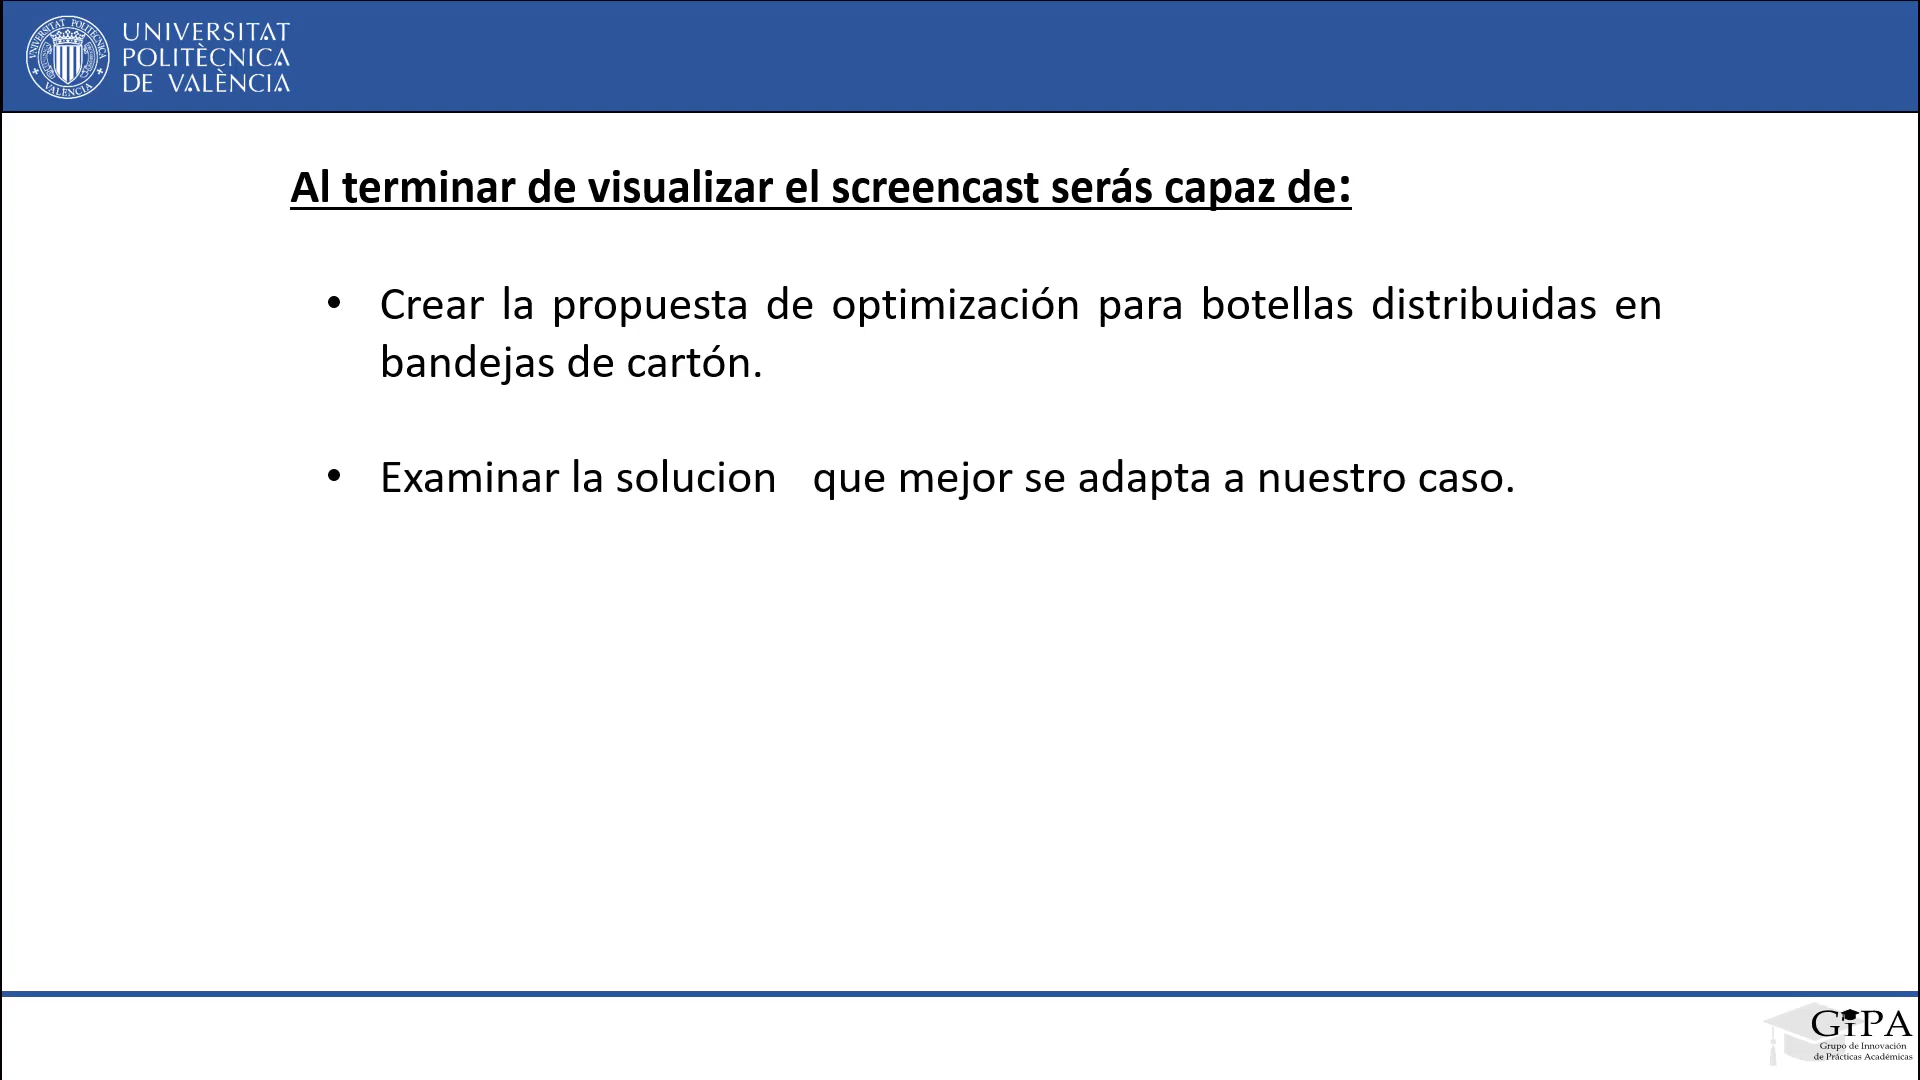 UNIVERSITAT
POLITÈCNICA
DE VALÈNCIA
Al terminar de visualizar el screencast serás capaz de:
• Crear la propuesta de optimización para botellas distribuidas en
bandejas de cartón.
• Examinar la solucion que mejor se adapta a nuestro caso.
GiPA
Grupo de Innovación
de Prácticas Académicas